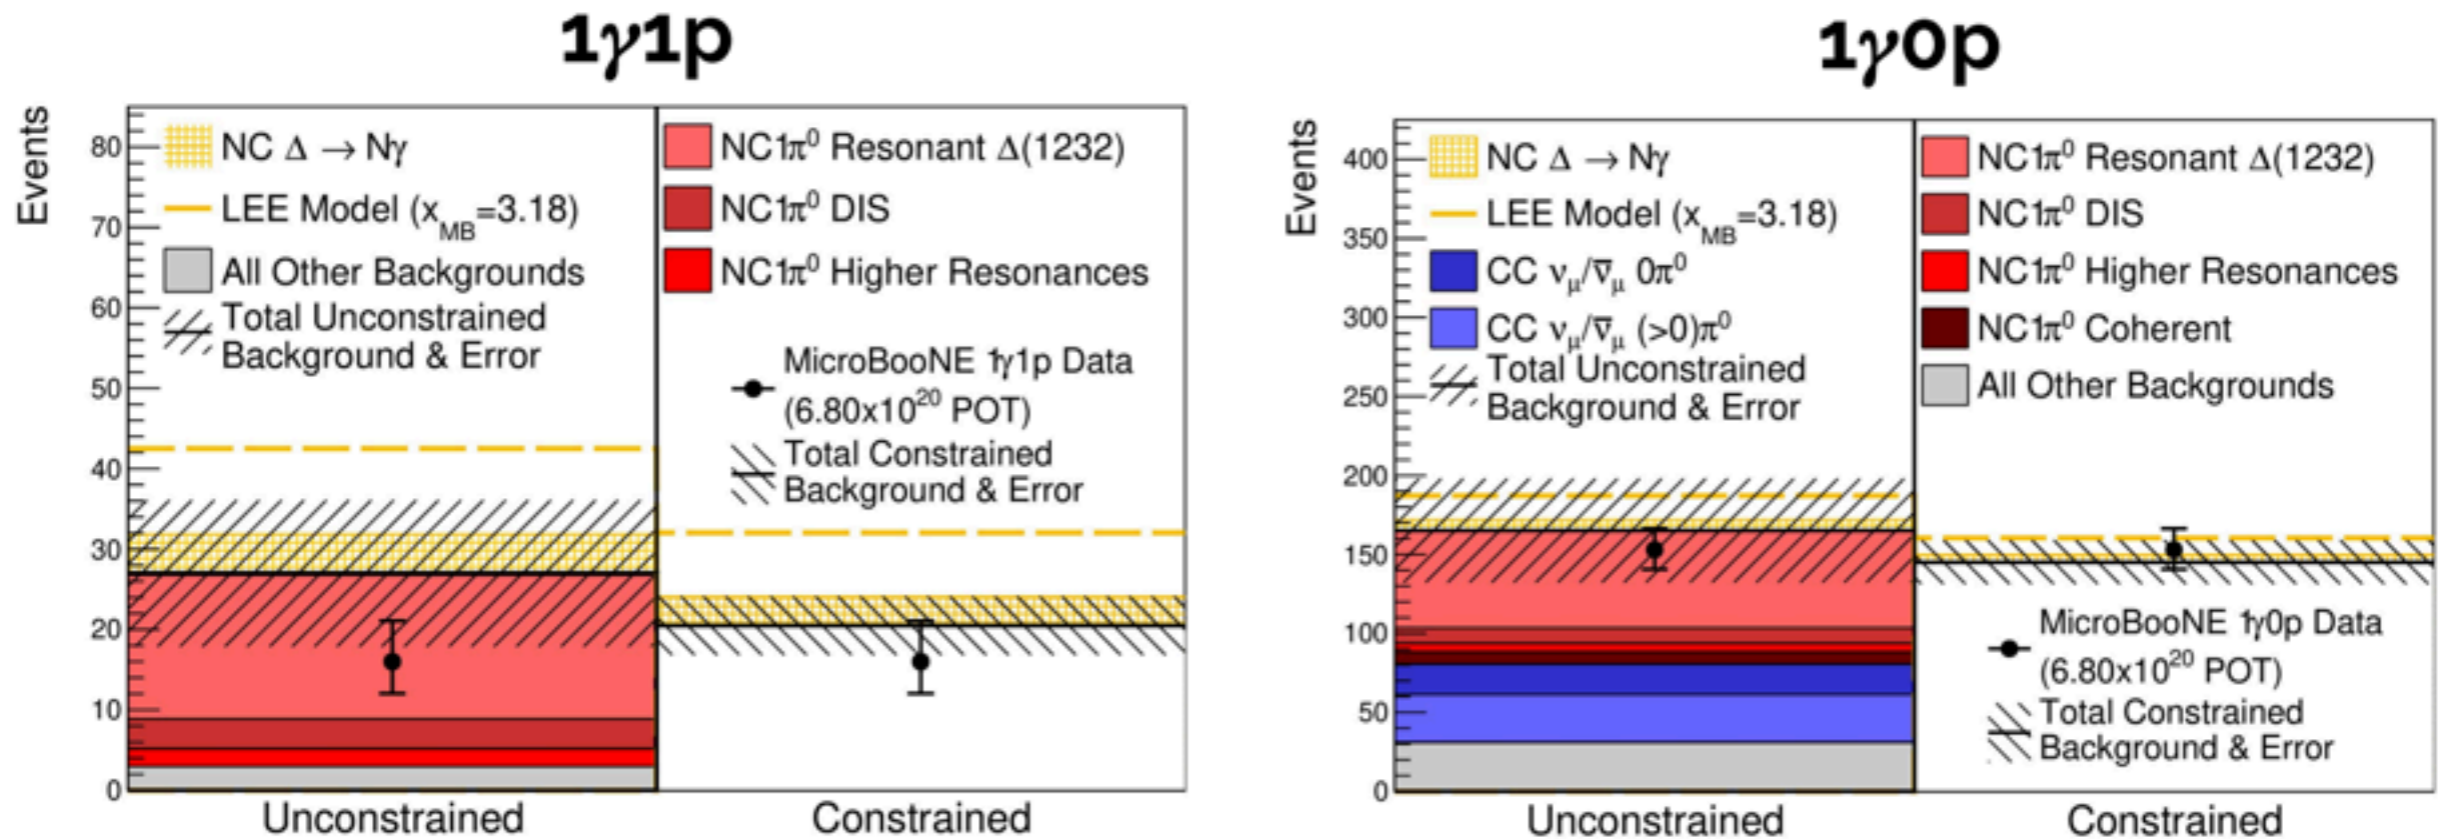 1γ1p
Events
80
70
60
50
40
30
20
10
0
NC Δ → Nγ
LEE Model (x_MB=3.18)
All Other Backgrounds
Total Unconstrained
Background & Error
NC1π⁰ Resonant Δ(1232)
NC1π⁰ DIS
NC1π⁰ Higher Resonances
MicroBooNE 1γ1p Data
(6.80x10²⁰ POT)
Total Constrained
Background & Error
Unconstrained
Constrained
1γ0p
Events
400
350
300
250
200
150
100
50
0
NC Δ → Nγ
LEE Model (x_MB=3.18)
CC ν_μ/ν̅_μ 0π⁰
CC ν_μ/ν̅_μ (>0)π⁰
Total Unconstrained
Background & Error
NC1π⁰ Resonant Δ(1232)
NC1π⁰ DIS
NC1π⁰ Higher Resonances
NC1π⁰ Coherent
All Other Backgrounds
MicroBooNE 1γ0p Data
(6.80x10²⁰ POT)
Total Constrained
Background & Error
Unconstrained
Constrained